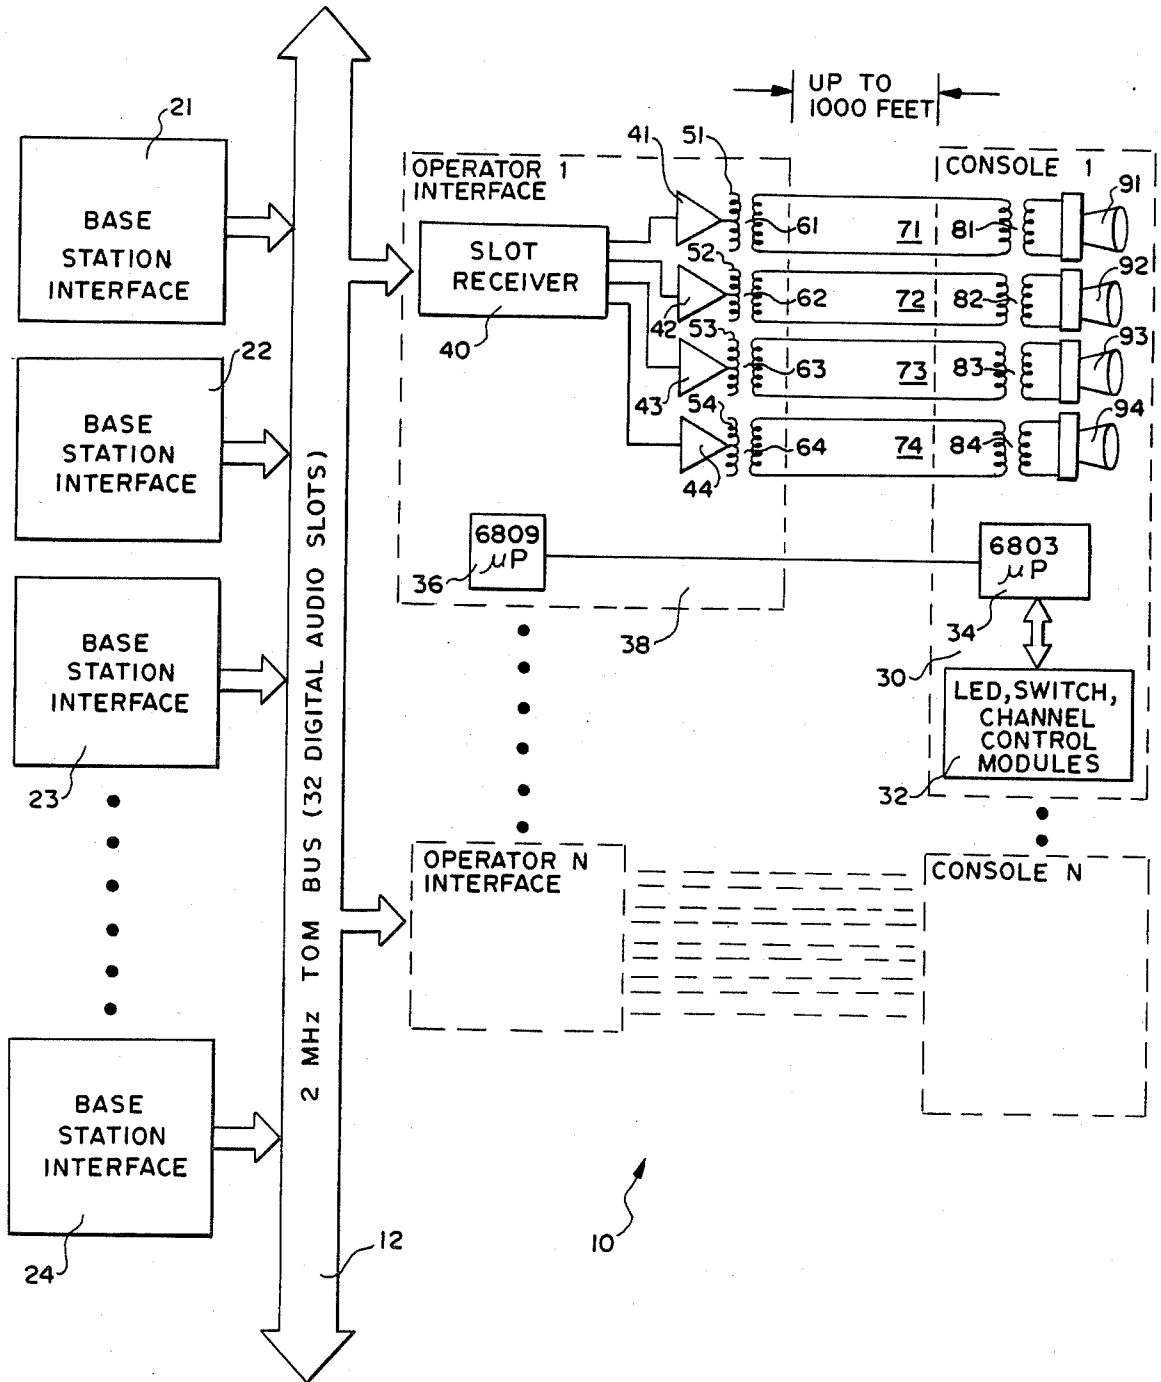 UP TO
1000 FEET
21
BASE
STATION
INTERFACE
22
BASE
STATION
INTERFACE
BASE
STATION
INTERFACE
23
BASE
STATION
INTERFACE
24
2 MHz TOM BUS (32 DIGITAL AUDIO SLOTS)
12
OPERATOR 1
INTERFACE
SLOT
RECEIVER
40
41
51
61
71
81
91
52
42
62
72
82
92
53
43
63
73
83
93
54
44
64
74
84
94
CONSOLE 1
6809
µP
36
38
6803
µP
34
30
LED, SWITCH,
CHANNEL
CONTROL
MODULES
32
OPERATOR N
INTERFACE
CONSOLE N
10